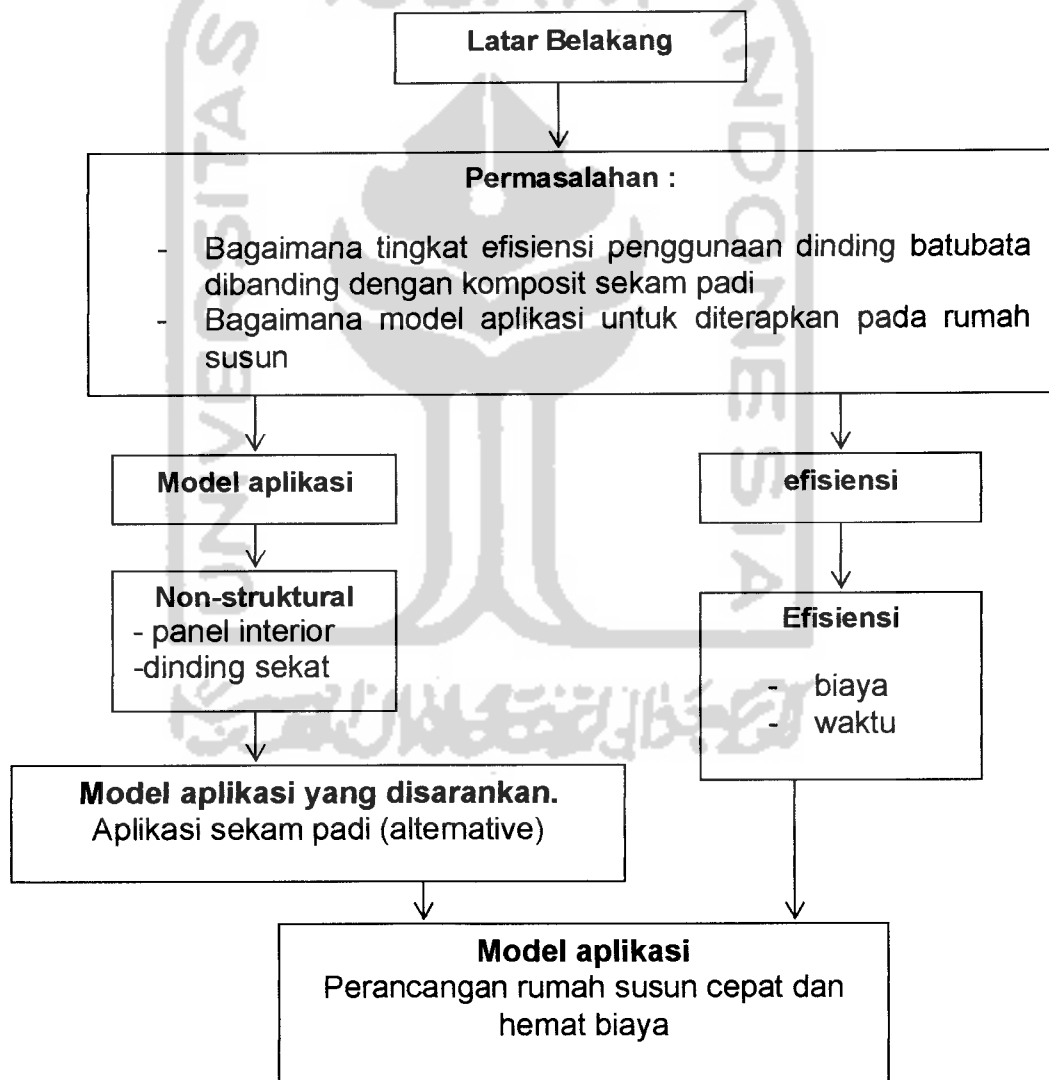 Latar Belakang
Permasalahan :
- Bagaimana tingkat efisiensi penggunaan dinding batubata
dibanding dengan komposit sekam padi
- Bagaimana model aplikasi untuk diterapkan pada rumah
susun
Model aplikasi
efisiensi
Non-struktural
- panel interior
-dinding sekat
Efisiensi
- biaya
- waktu
Model aplikasi yang disarankan.
Aplikasi sekam padi (alternative)
Model aplikasi
Perancangan rumah susun cepat dan
hemat biaya
UNIVERSITAS
INDONESIA